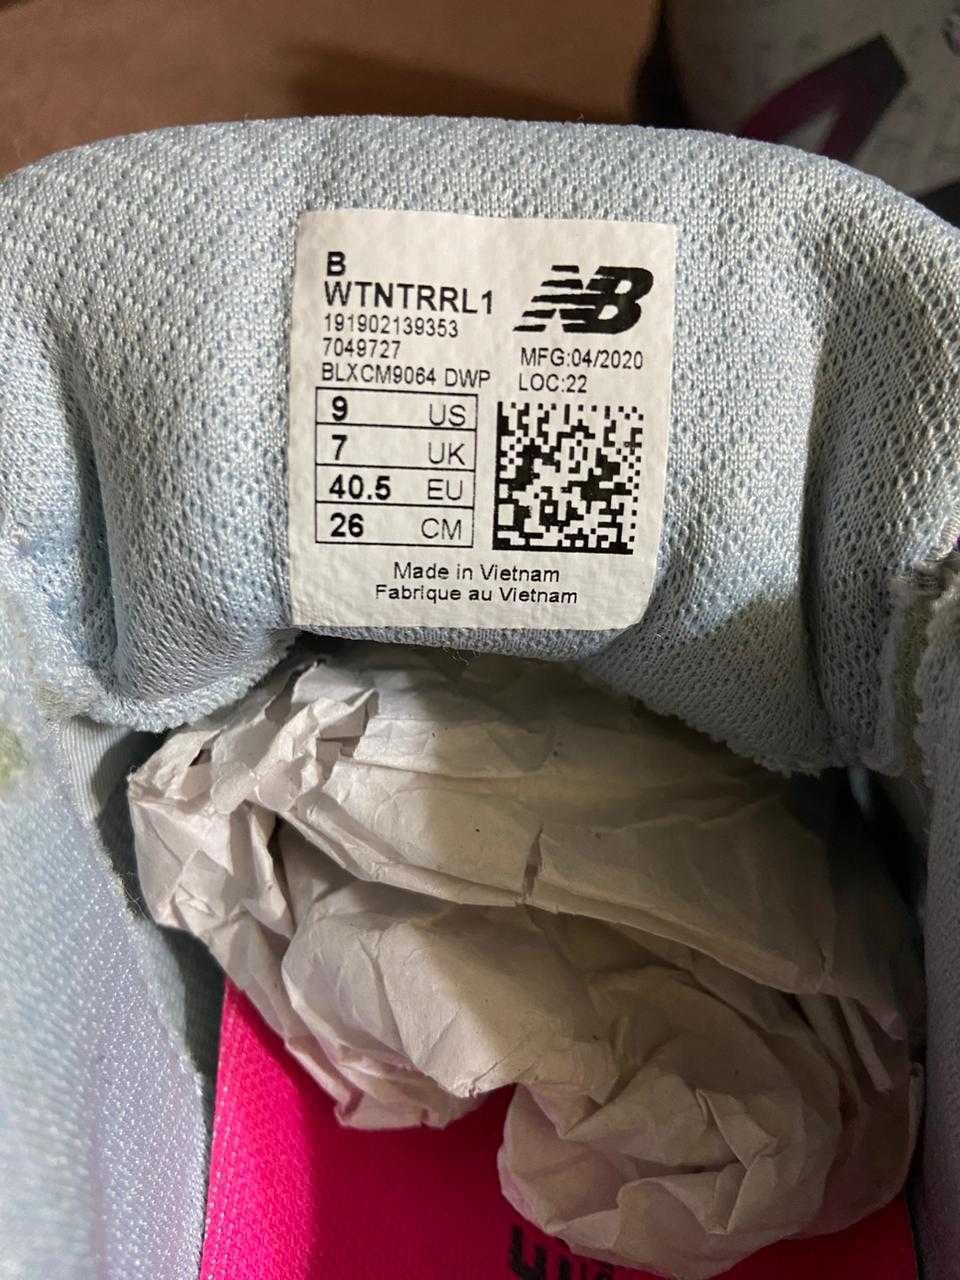 B
WTNTRRL1
191902139353
7049727
BLXCM9064 DWP
NB
MFG:04/2020
LOC:22
9 US
7 UK
40.5 EU
26 CM
Made in Vietnam
Fabrique au Vietnam